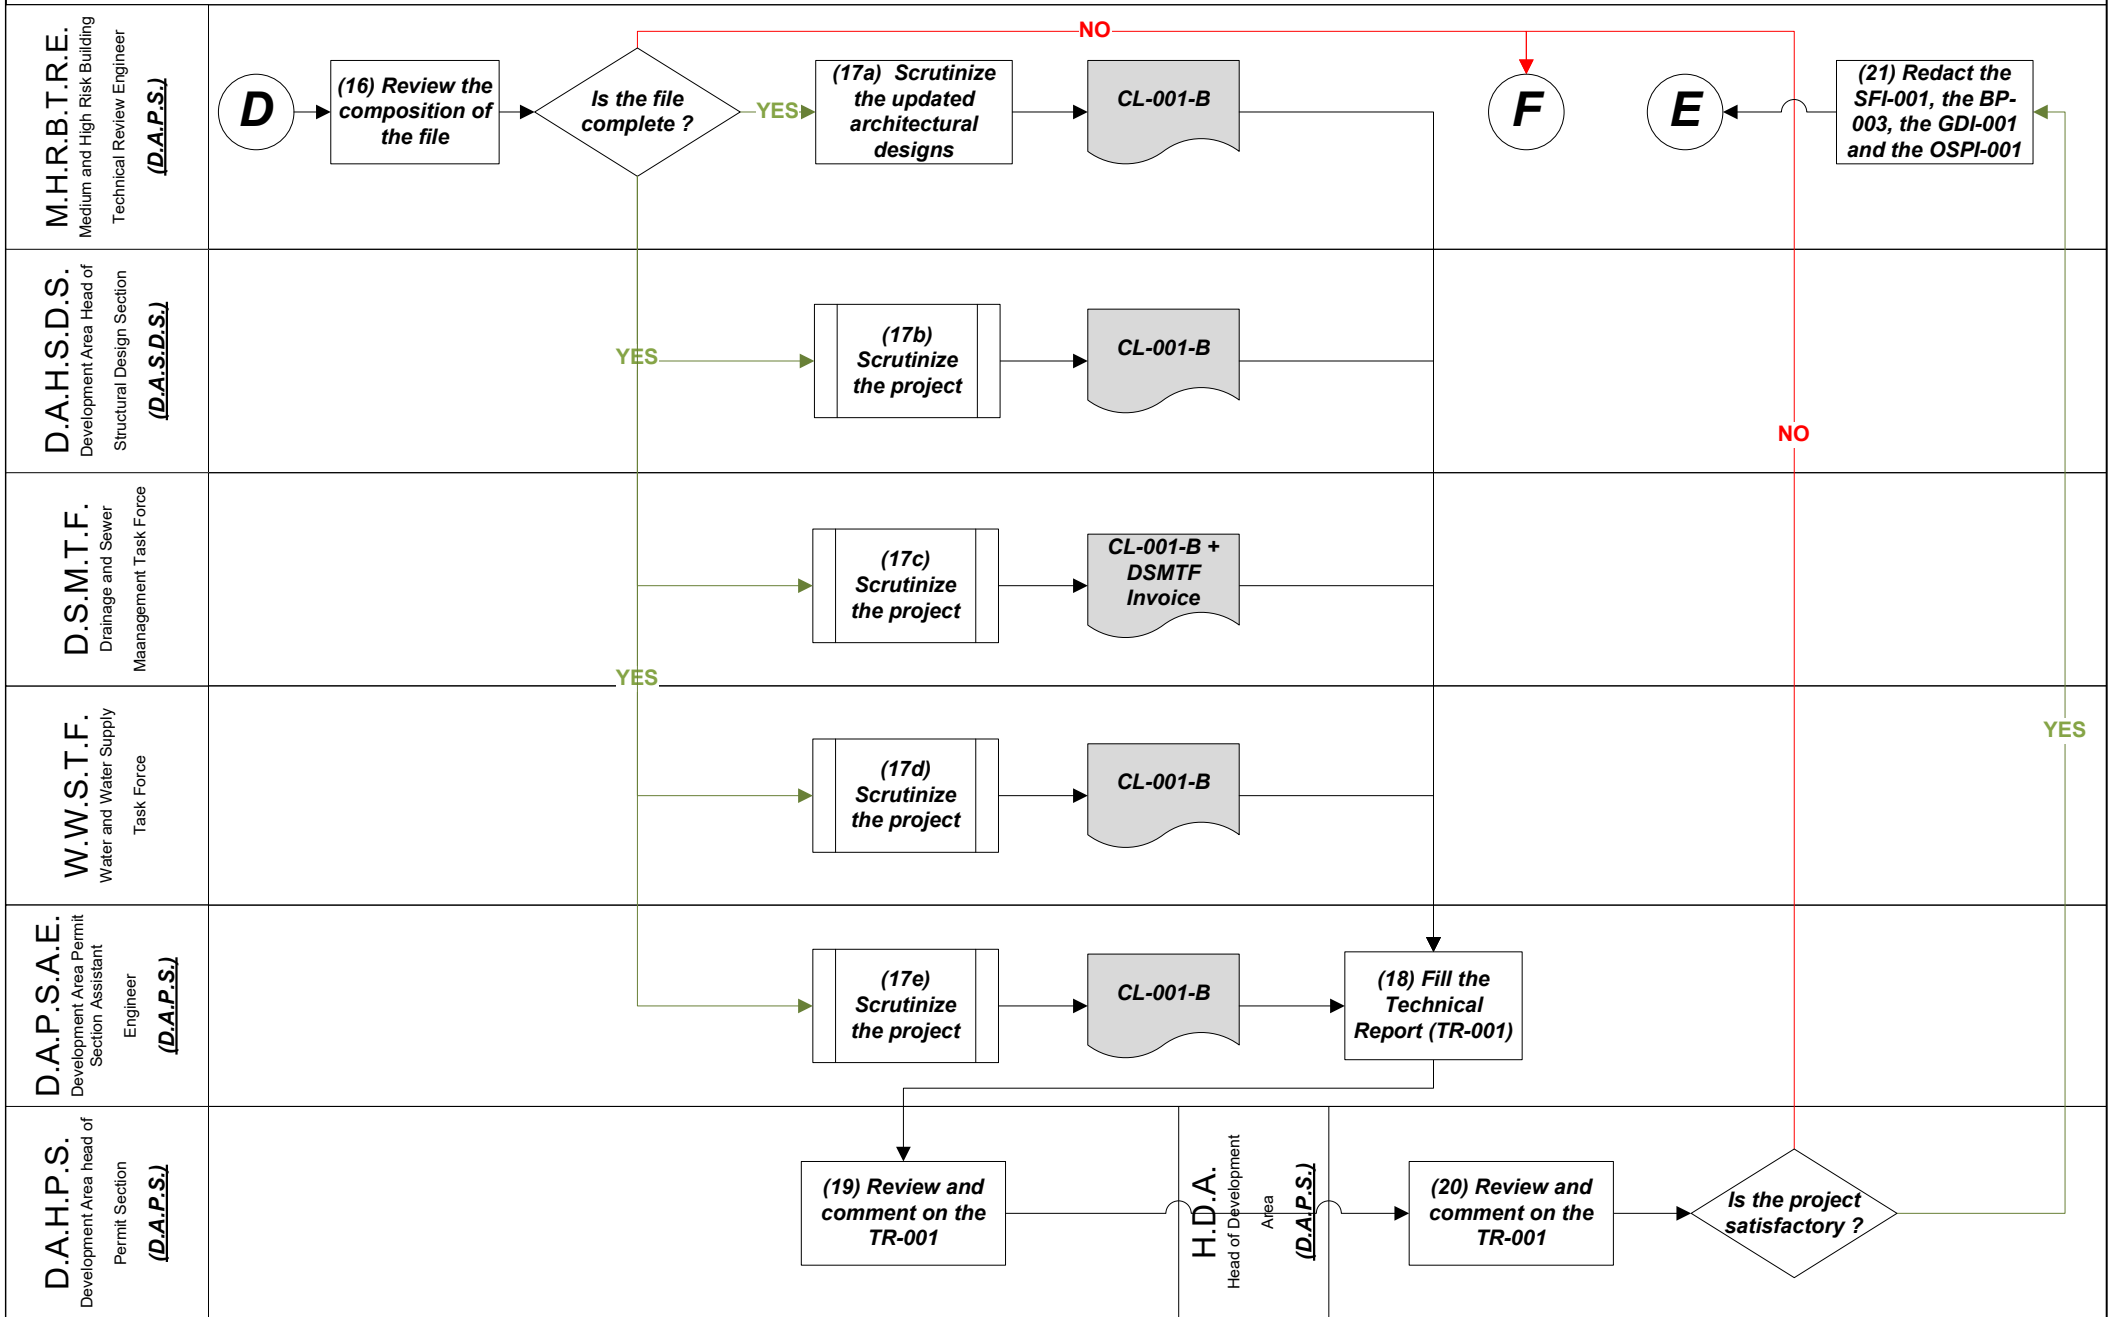 M.H.R.B.T.R.E.
Medium and High Risk Building
Technical Review Engineer
(D.A.P.S.)
D
(16) Review the
composition of
the file
Is the file
complete ?
YES
NO
(17a) Scrutinize
the updated
architectural
designs
CL-001-B
F
E
(21) Redact the
SFI-001, the BP-
003, the GDI-001
and the OSPI-001
D.A.H.S.D.S.
Development Area Head of
Structural Design Section
(D.A.S.D.S.)
YES
(17b)
Scrutinize
the project
CL-001-B
NO
D.S.M.T.F.
Drainage and Sewer
Maanagement Task Force
(17c)
Scrutinize
the project
CL-001-B +
DSMTF
Invoice
YES
W.W.S.T.F.
Water and Water Supply
Task Force
(17d)
Scrutinize
the project
CL-001-B
YES
D.A.P.S.A.E.
Development Area Permit
Section Assistant
Engineer
(D.A.P.S.)
(17e)
Scrutinize
the project
CL-001-B
(18) Fill the
Technical
Report (TR-001)
D.A.H.P.S.
Development Area head of
Permit Section
(D.A.P.S.)
(19) Review and
comment on the
TR-001
H.D.A.
Head of Development
Area
(D.A.P.S.)
(20) Review and
comment on the
TR-001
Is the project
satisfactory ?